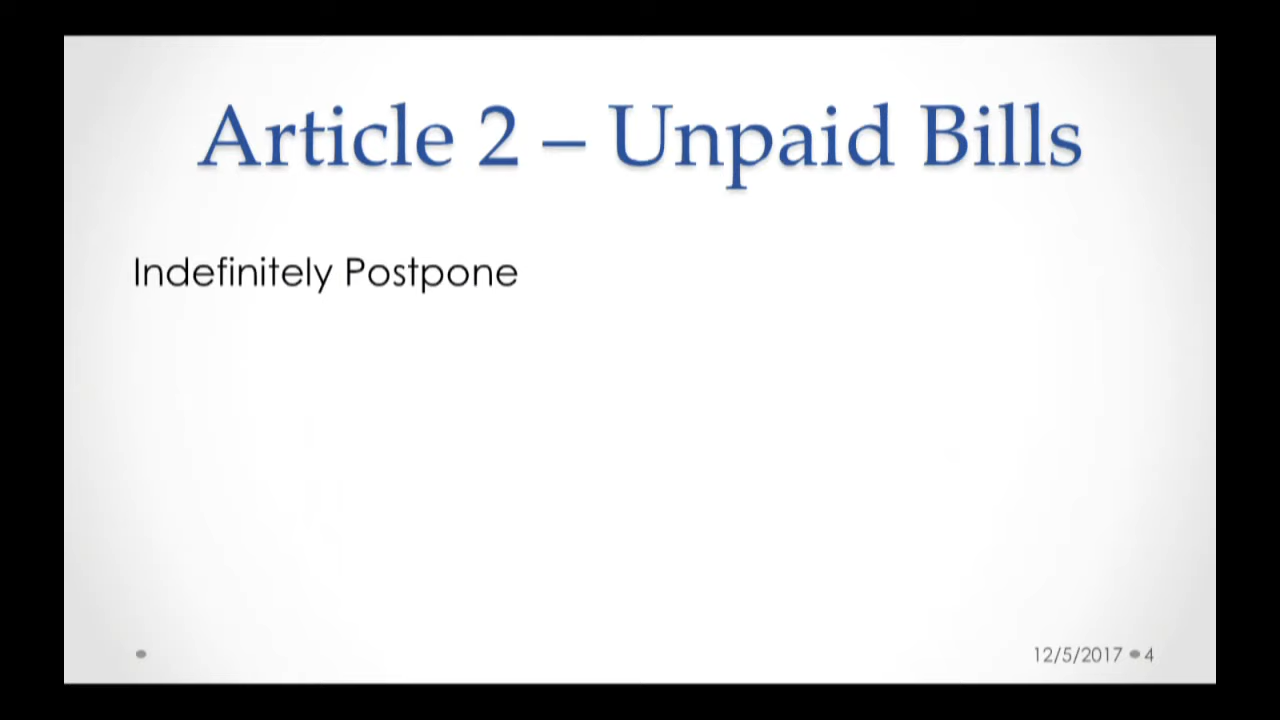 Article 2 – Unpaid Bills
Indefinitely Postpone
12/5/2017 • 4